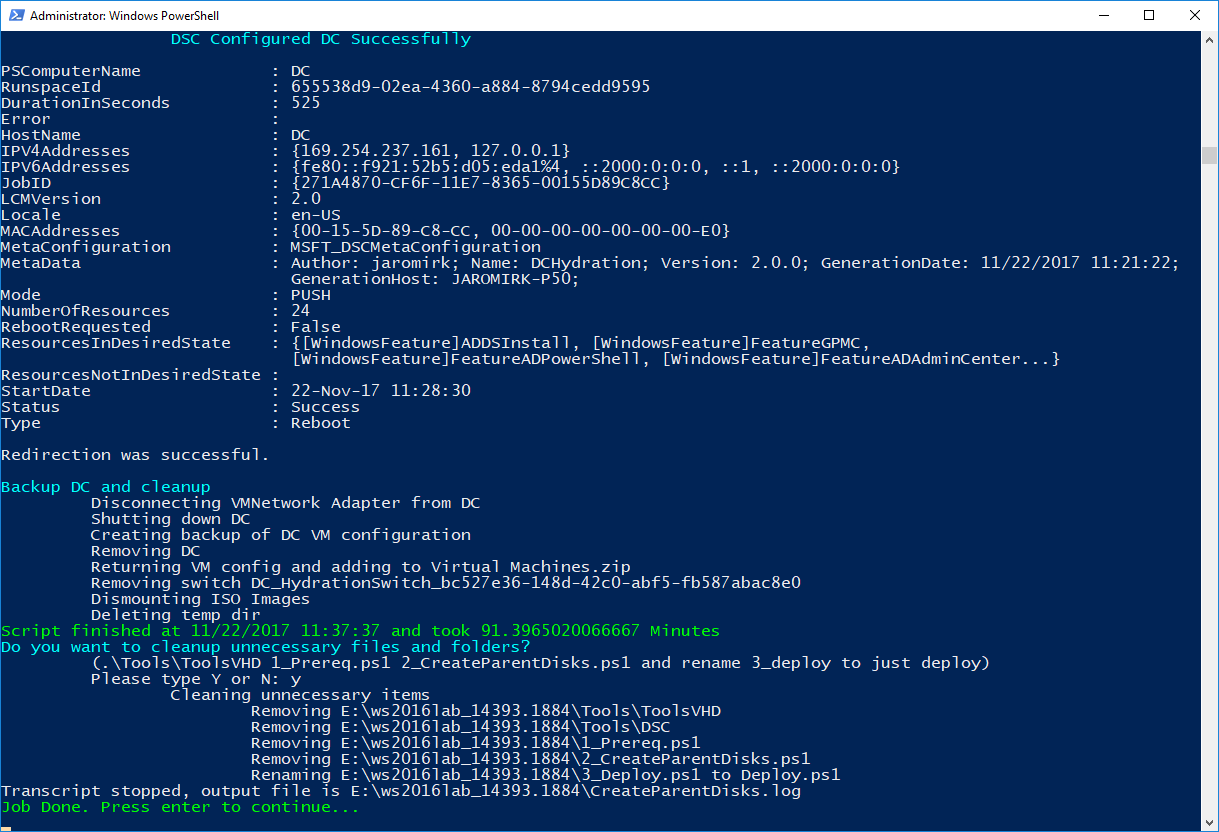 Administrator: Windows PowerShell
DSC Configured DC Successfully
PSComputerName : DC
RunspaceId : 655538d9-02ea-4360-a884-8794cedd9595
DurationInSeconds : 525
Error :
HostName : DC
IPV4Addresses : {169.254.237.161, 127.0.0.1}
IPV6Addresses : {fe80::f921:52b5:d05:eda1%4, ::2000:0:0:0, ::1, ::2000:0:0:0}
JobID : {271A4870-CF6F-11E7-8365-00155D89C8CC}
LCMVersion : 2.0
Locale : en-US
MACAddresses : {00-15-5D-89-C8-CC, 00-00-00-00-00-00-00-E0}
MetaConfiguration : MSFT_DSCMetaConfiguration
MetaData : Author: jaromirk; Name: DCHydration; Version: 2.0.0; GenerationDate: 11/22/2017 11:21:22;
GenerationHost: JAROMIRK-P50;
Mode : PUSH
NumberOfResources : 24
RebootRequested : False
ResourcesInDesiredState : {[WindowsFeature]ADDSInstall, [WindowsFeature]FeatureGPMC,
[WindowsFeature]FeatureADPowerShell, [WindowsFeature]FeatureADAdminCenter...}
ResourcesNotInDesiredState :
StartDate : 22-Nov-17 11:28:30
Status : Success
Type : Reboot
Redirection was successful.
Backup DC and cleanup
Disconnecting VMNetwork Adapter from DC
Shutting down DC
Creating backup of DC VM configuration
Removing DC
Returning VM config and adding to Virtual Machines.zip
Removing switch DC_HydrationSwitch_bc527e36-148d-42c0-abf5-fb587abac8e0
Dismounting ISO Images
Deleting temp dir
Script finished at 11/22/2017 11:37:37 and took 91.3965020066667 Minutes
Do you want to cleanup unnecessary files and folders?
(.\Tools\ToolsVHD 1_Prereq.ps1 2_CreateParentDisks.ps1 and rename 3_deploy to just deploy)
Please type Y or N: y
Cleaning unnecessary items
Removing E:\ws2016lab_14393.1884\Tools\ToolsVHD
Removing E:\ws2016lab_14393.1884\Tools\DSC
Removing E:\ws2016lab_14393.1884\1_Prereq.ps1
Removing E:\ws2016lab_14393.1884\2_CreateParentDisks.ps1
Renaming E:\ws2016lab_14393.1884\3_Deploy.ps1 to Deploy.ps1
Transcript stopped, output file is E:\ws2016lab_14393.1884\CreateParentDisks.log
Job Done. Press enter to continue...